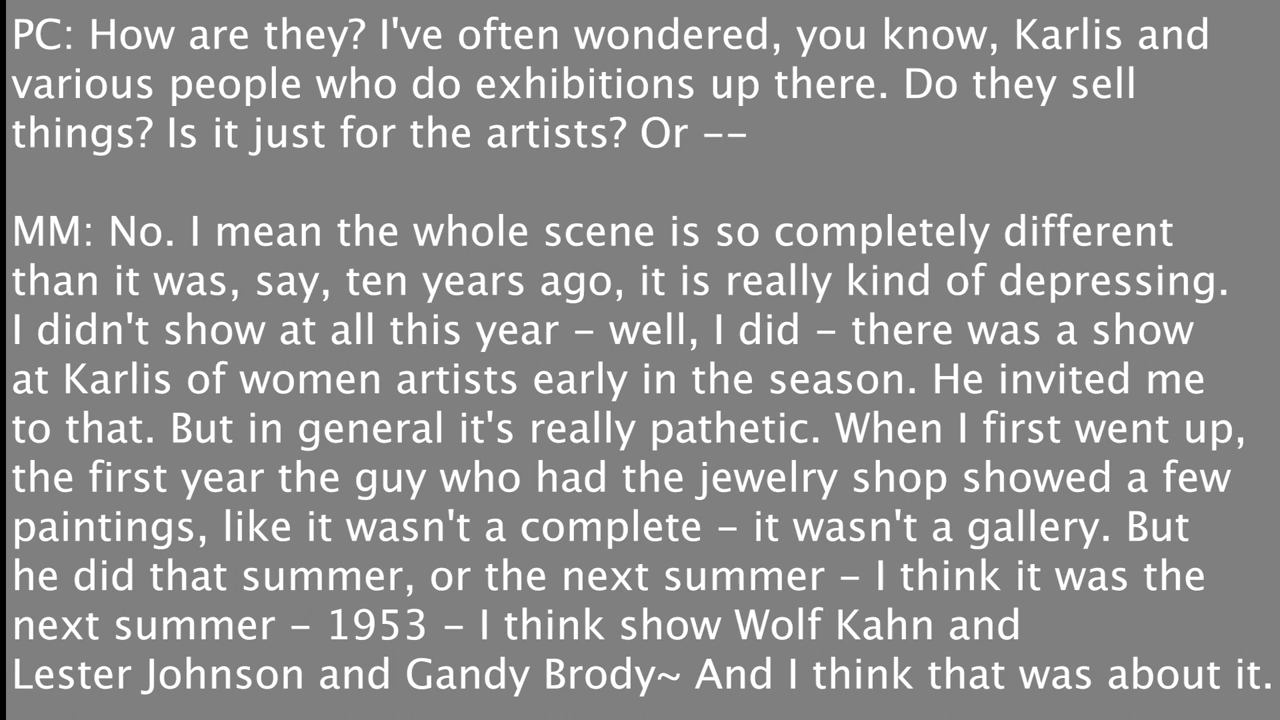 PC: How are they? I've often wondered, you know, Karlis and
various people who do exhibitions up there. Do they sell
things? Is it just for the artists? Or --
MM: No. I mean the whole scene is so completely different
than it was, say, ten years ago, it is really kind of depressing.
I didn't show at all this year – well, I did – there was a show
at Karlis of women artists early in the season. He invited me
to that. But in general it's really pathetic. When I first went up,
the first year the guy who had the jewelry shop showed a few
paintings, like it wasn't a complete – it wasn't a gallery. But
he did that summer, or the next summer – I think it was the
next summer – 1953 – I think show Wolf Kahn and
Lester Johnson and Gandy Brody~ And I think that was about it.